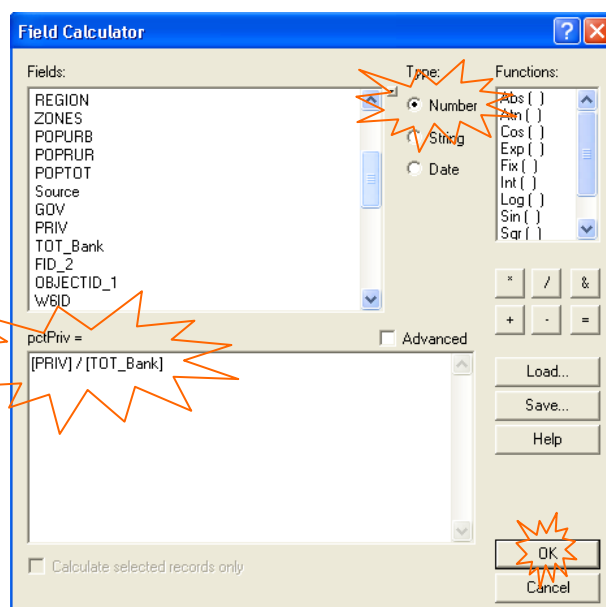 Field Calculator
Fields:
Type:
Functions:
REGION
ZONES
POPURB
POPRUR
POPTOT
Source
GOV
PRIV
TOT_Bank
FID_2
OBJECTID_1
W6ID
Number
String
Date
Abs ( )
Atn ( )
Cos ( )
Exp ( )
Fix ( )
Int ( )
Log ( )
Sin ( )
Sqr ( )
* / &
+ - =
pctPriv =
Advanced
[PRIV] / [TOT_Bank]
Load...
Save...
Help
Calculate selected records only
OK
Cancel